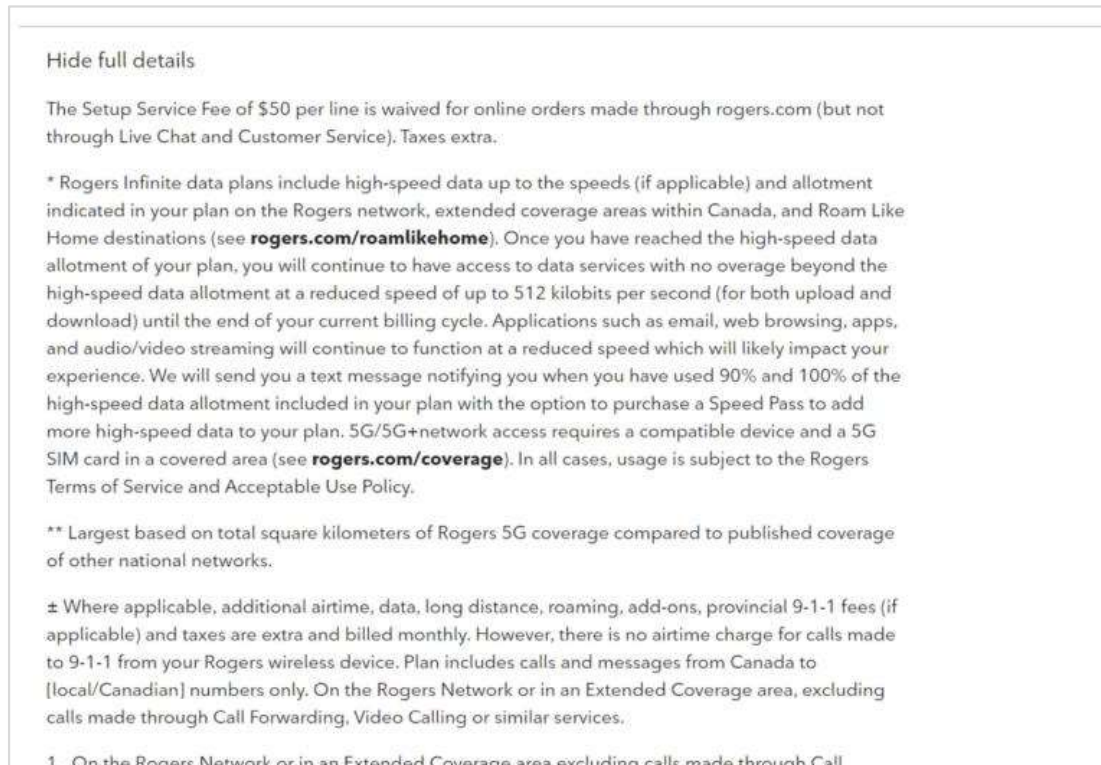 Hide full details
The Setup Service Fee of $50 per line is waived for online orders made through rogers.com (but not
through Live Chat and Customer Service). Taxes extra.
* Rogers Infinite data plans include high-speed data up to the speeds (if applicable) and allotment
indicated in your plan on the Rogers network, extended coverage areas within Canada, and Roam Like
Home destinations (see rogers.com/roamlikehome). Once you have reached the high-speed data
allotment of your plan, you will continue to have access to data services with no overage beyond the
high-speed data allotment at a reduced speed of up to 512 kilobits per second (for both upload and
download) until the end of your current billing cycle. Applications such as email, web browsing, apps,
and audio/video streaming will continue to function at a reduced speed which will likely impact your
experience. We will send you a text message notifying you when you have used 90% and 100% of the
high-speed data allotment included in your plan with the option to purchase a Speed Pass to add
more high-speed data to your plan. 5G/5G+network access requires a compatible device and a 5G
SIM card in a covered area (see rogers.com/coverage). In all cases, usage is subject to the Rogers
Terms of Service and Acceptable Use Policy.
** Largest based on total square kilometers of Rogers 5G coverage compared to published coverage
of other national networks.
± Where applicable, additional airtime, data, long distance, roaming, add-ons, provincial 9-1-1 fees (if
applicable) and taxes are extra and billed monthly. However, there is no airtime charge for calls made
to 9-1-1 from your Rogers wireless device. Plan includes calls and messages from Canada to
[local/Canadian] numbers only. On the Rogers Network or in an Extended Coverage area, excluding
calls made through Call Forwarding, Video Calling or similar services.
1. On the Rogers Network or in an Extended Coverage area excluding calls made through Call